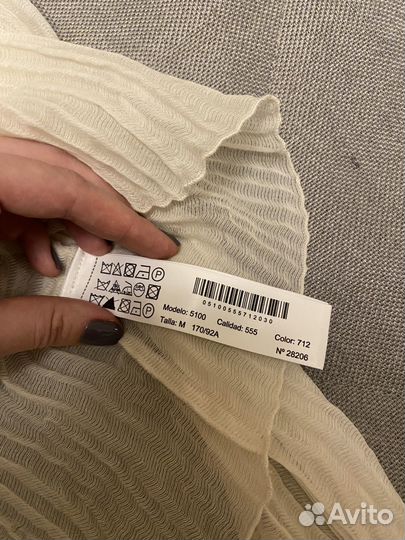 05100555712030
Modelo: 5100 Calidad: 555 Color: 712
Talla: M 170/92A Nº 28206
Avito